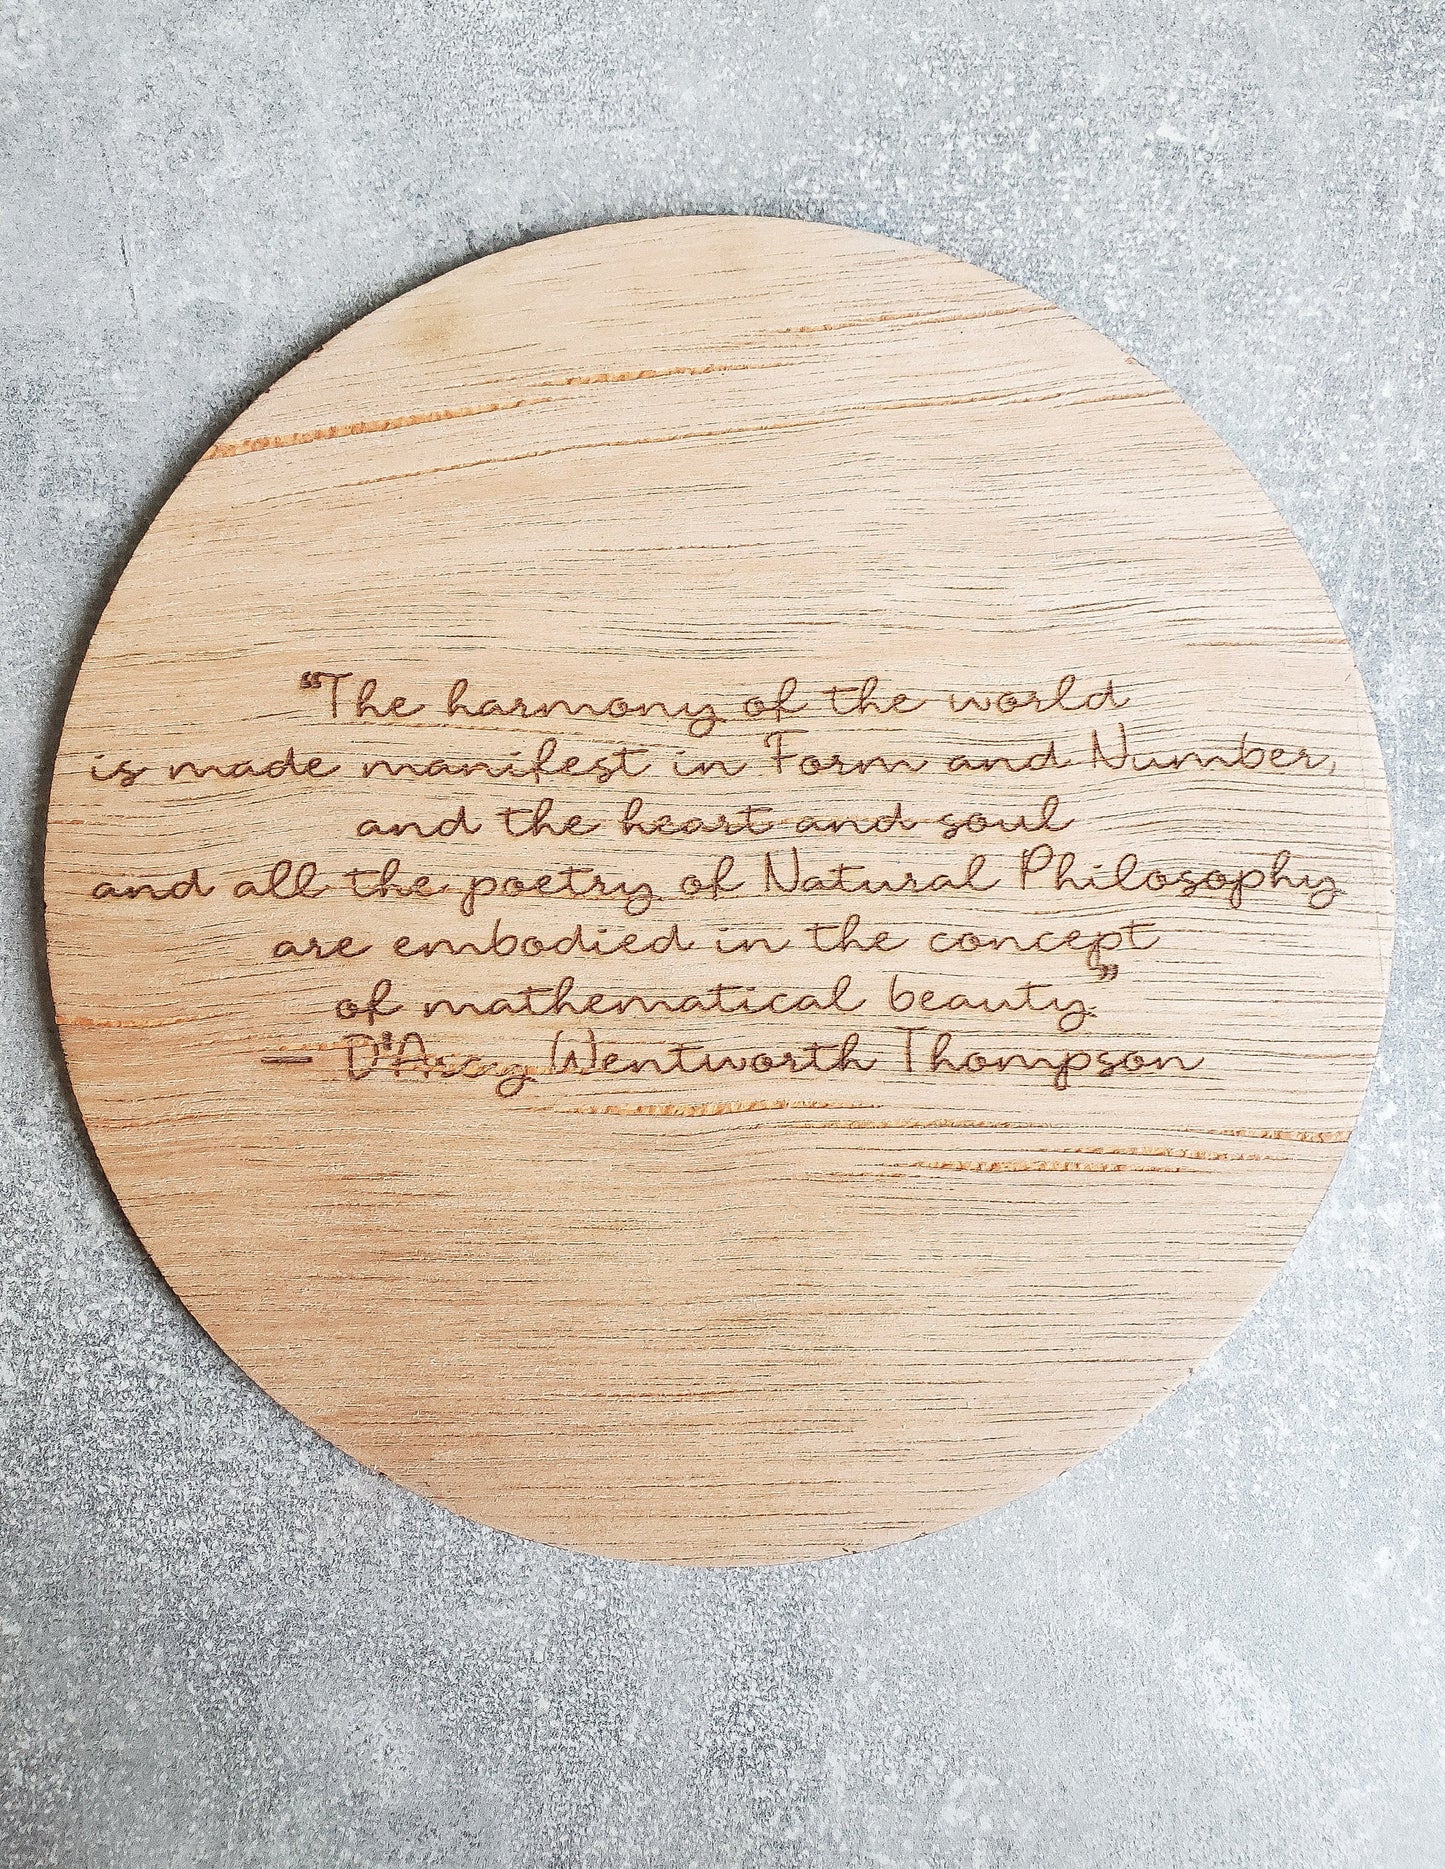 “The harmony of the world
is made manifest in Form and Number,
and the heart and soul
and all the poetry of Natural Philosophy
are embodied in the concept
of mathematical beauty.”
— D'Arcy Wentworth Thompson